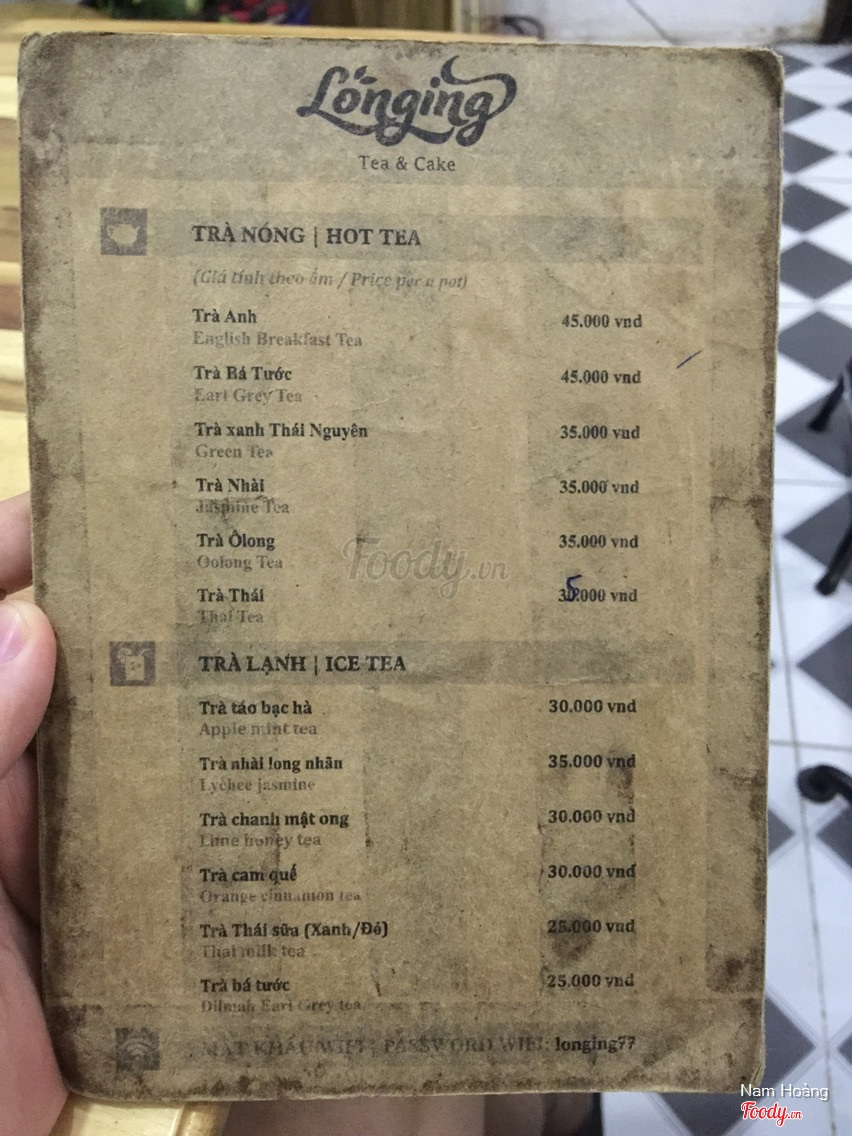 Longing
Tea & Cake
TRÀ NÓNG | HOT TEA
(Giá tính theo ấm / Price per a pot)
Trà Anh 45.000 vnd
English Breakfast Tea
Trà Bá Tước 45.000 vnd
Earl Grey Tea
Trà xanh Thái Nguyên 35.000 vnd
Green Tea
Trà Nhài 35.000 vnd
Jasmine Tea
Trà Ôlong 35.000 vnd
Oolong Tea
Foody.vn
Trà Thái 35.000 vnd
Thai Tea
TRÀ LẠNH | ICE TEA
Trà táo bạc hà 30.000 vnd
Apple mint tea
Trà nhài long nhãn 35.000 vnd
Lychee jasmine
Trà chanh mật ong 30.000 vnd
Lime honey tea
Trà cam quế 30.000 vnd
Orange cinnamon tea
Trà Thái sữa (Xanh/Đỏ) 25.000 vnd
Thai milk tea
Trà bá tước 25.000 vnd
Dilmah Earl Grey tea
MẬT KHẨU WIFI | PASSWORD WIFI: longing77
Nam Hoàng
Foody.vn